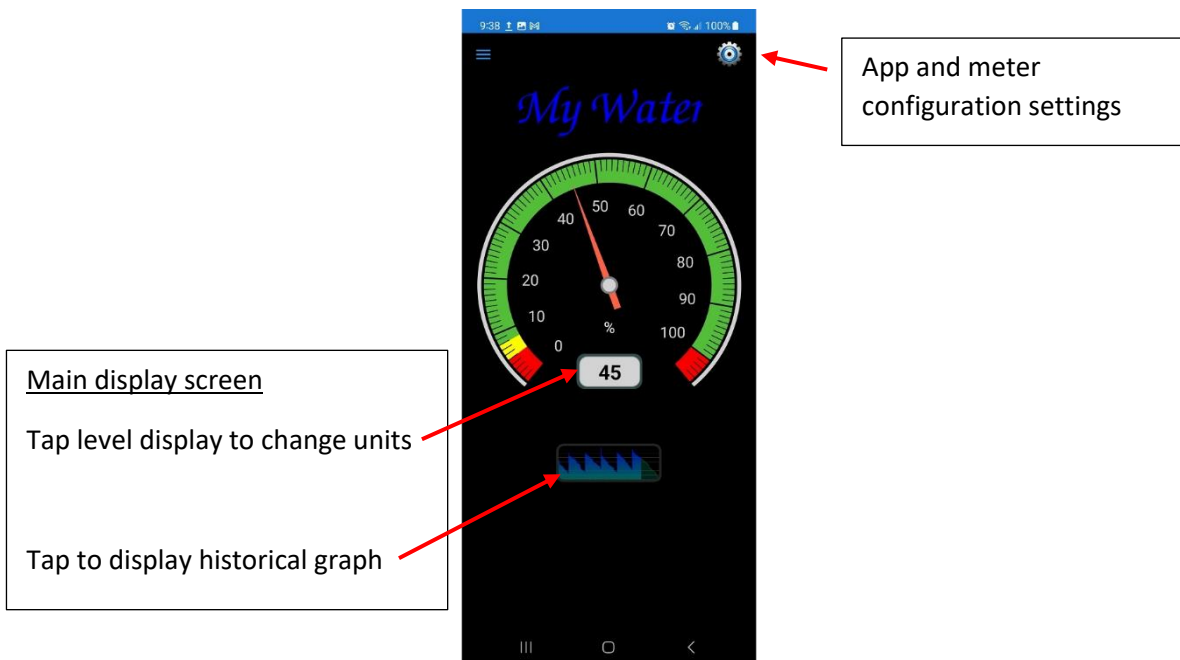 9:38
100%
App and meter
configuration settings
My Water
50
40
60
30
70
20
80
10
90
0
100
%
45
Main display screen
Tap level display to change units
Tap to display historical graph